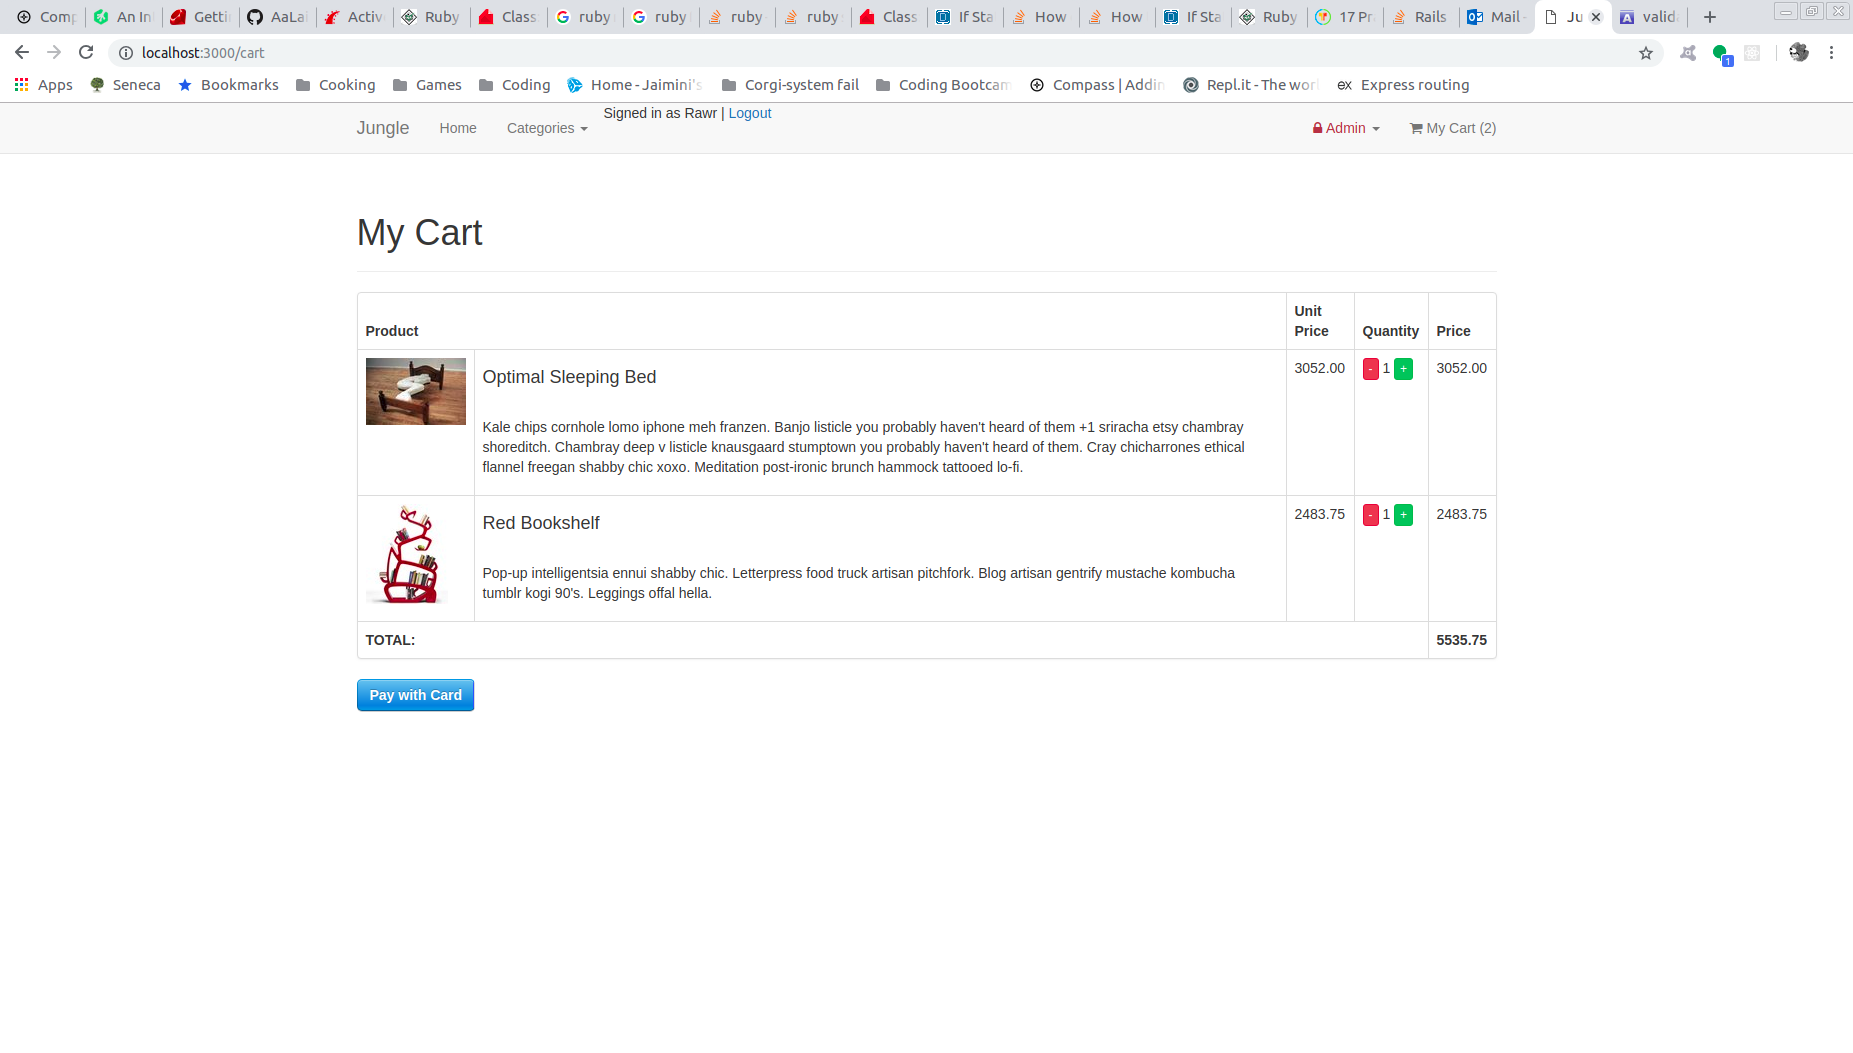 Comp An In Getti AaLa Activ Ruby Class ruby ruby ruby ruby Class If Sta How How If Sta Ruby 17 Pr Rails Mail Ju valid
localhost:3000/cart
Apps Seneca Bookmarks Cooking Games Coding Home - Jaimini's Corgi-system fail Coding Bootcam Compass | Addin Repl.it - The worl Express routing
1
Signed in as Rawr | Logout
Jungle Home Categories Admin My Cart (2)
My Cart
Product Unit Price Quantity Price
Optimal Sleeping Bed 3052.00 - 1 + 3052.00
Kale chips cornhole lomo iphone meh franzen. Banjo listicle you probably haven't heard of them +1 sriracha etsy chambray
shoreditch. Chambray deep v listicle knausgaard stumptown you probably haven't heard of them. Cray chicharrones ethical
flannel freegan shabby chic xoxo. Meditation post-ironic brunch hammock tattooed lo-fi.
Red Bookshelf 2483.75 - 1 + 2483.75
Pop-up intelligentsia ennui shabby chic. Letterpress food truck artisan pitchfork. Blog artisan gentrify mustache kombucha
tumblr kogi 90's. Leggings offal hella.
TOTAL: 5535.75
Pay with Card